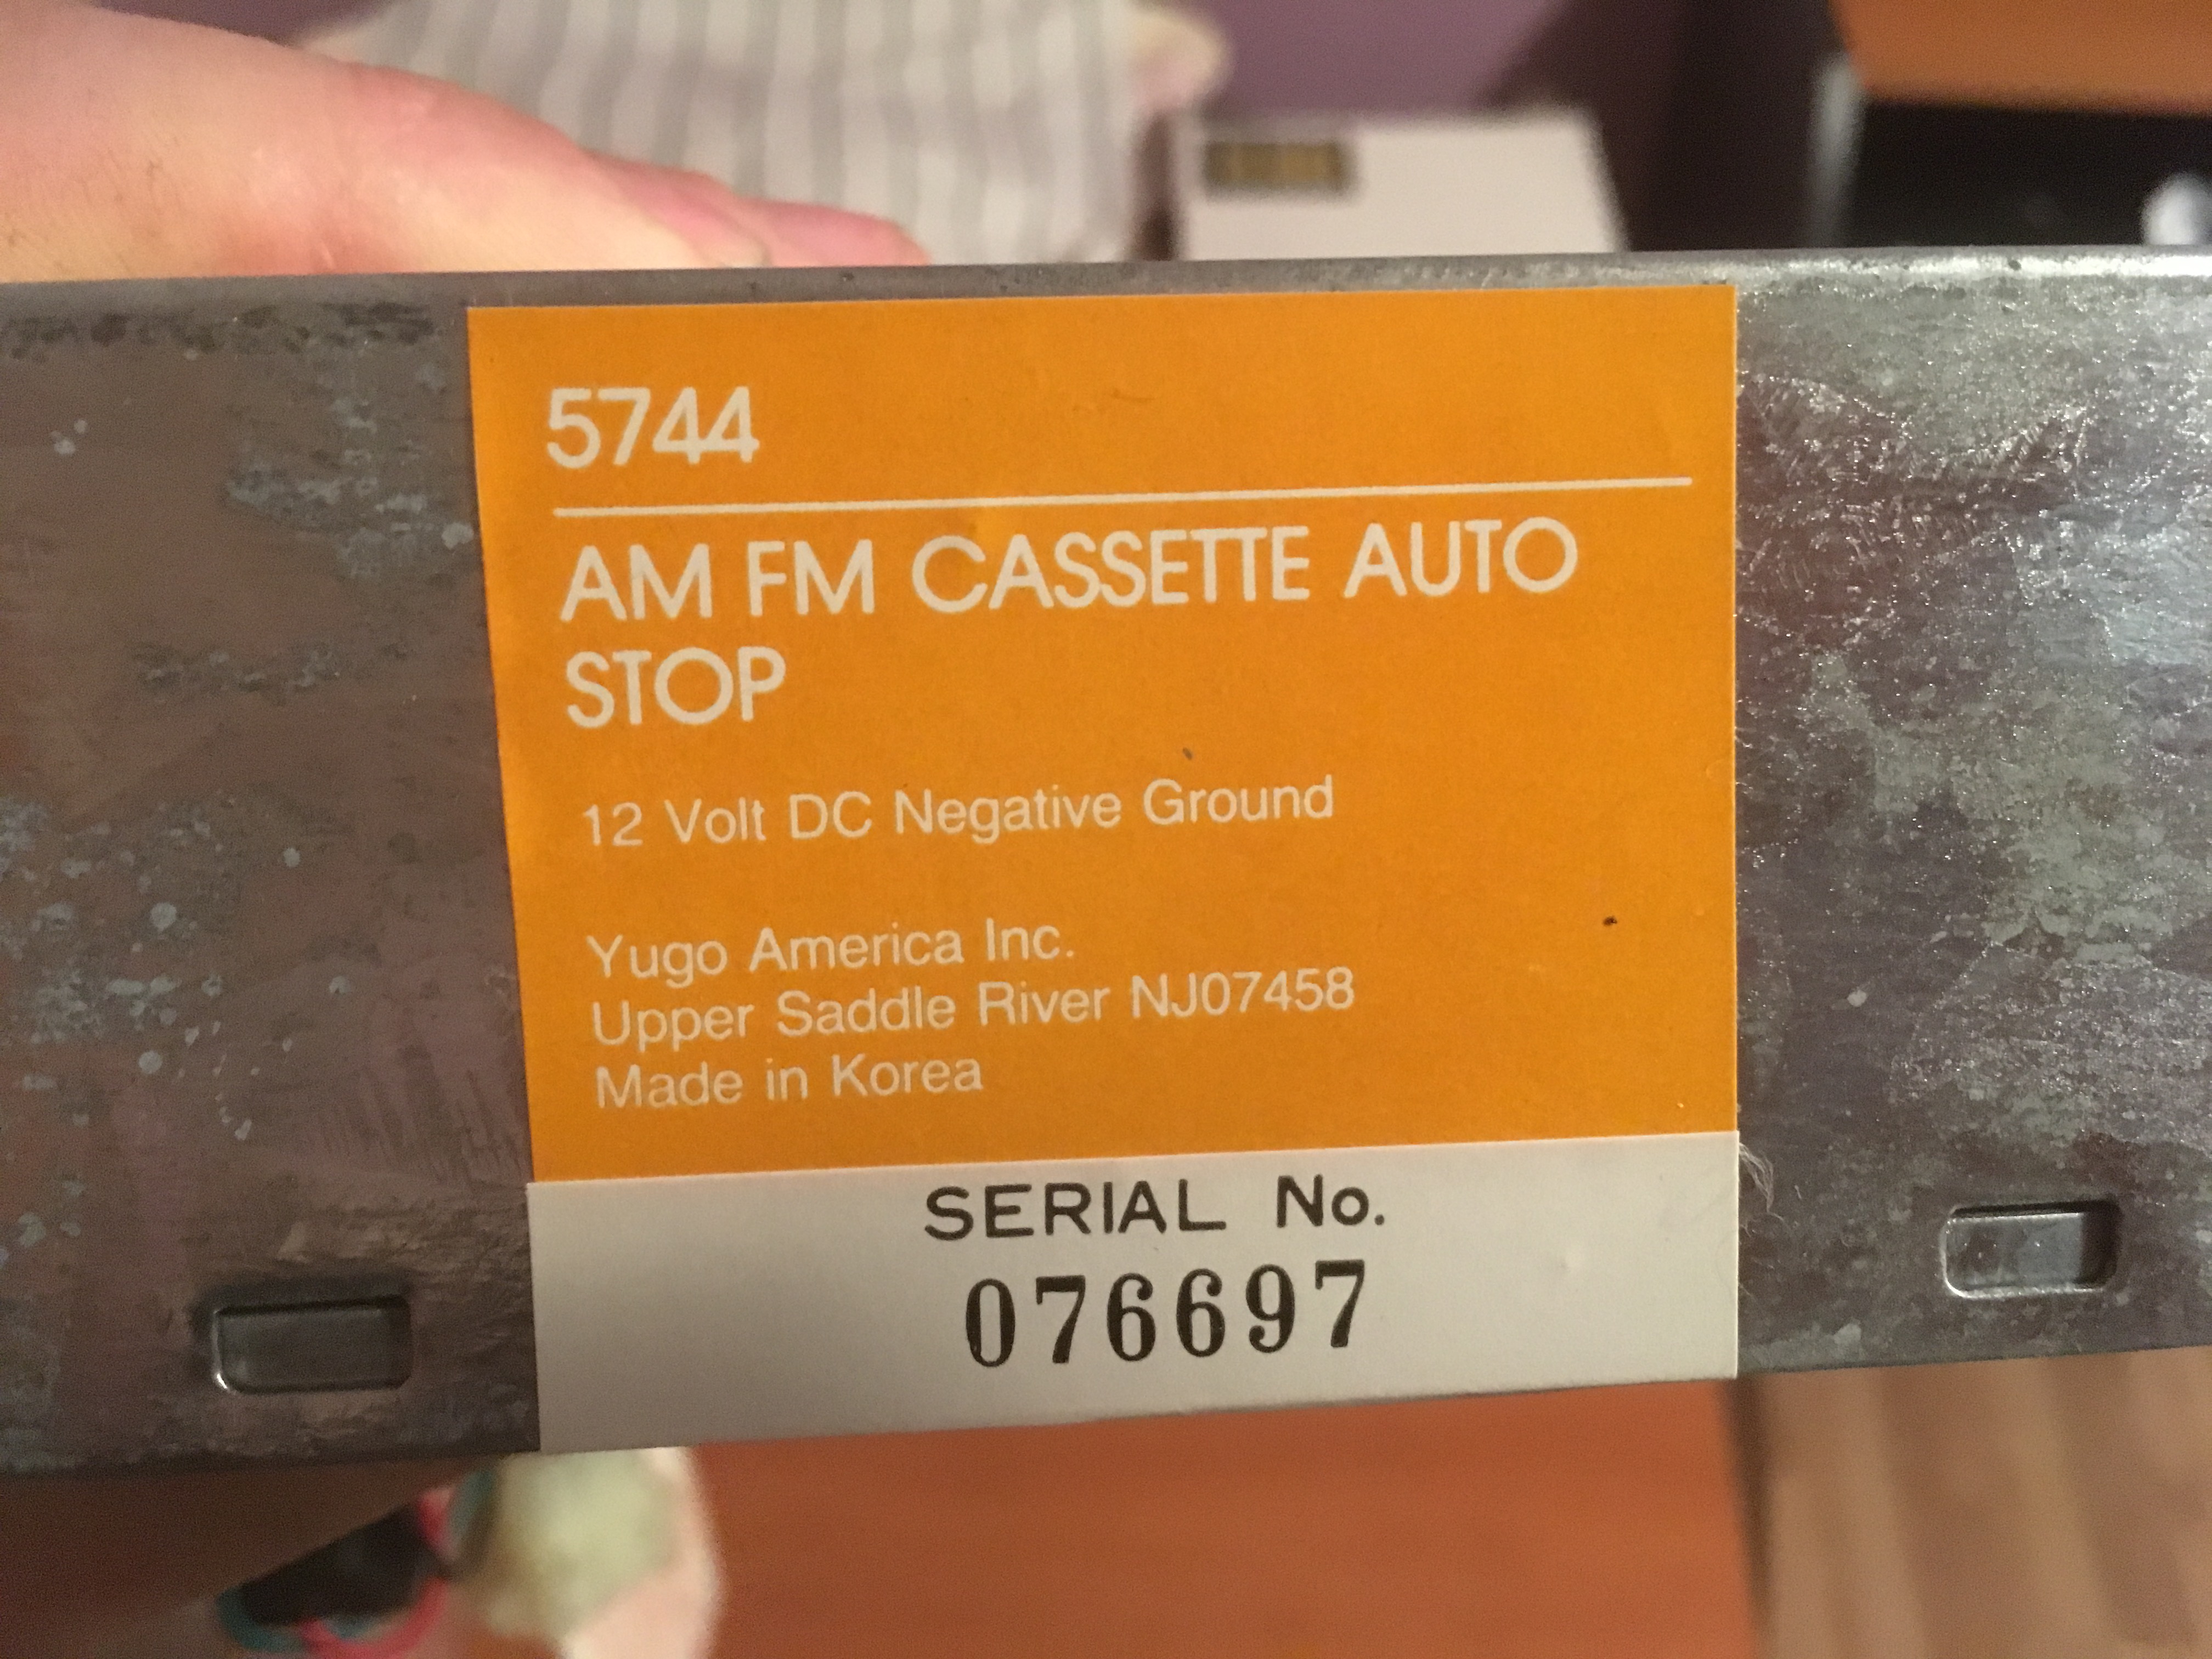 5744
AM FM CASSETTE AUTO
STOP
12 Volt DC Negative Ground
Yugo America Inc.
Upper Saddle River NJ07458
Made in Korea
SERIAL No.
076697